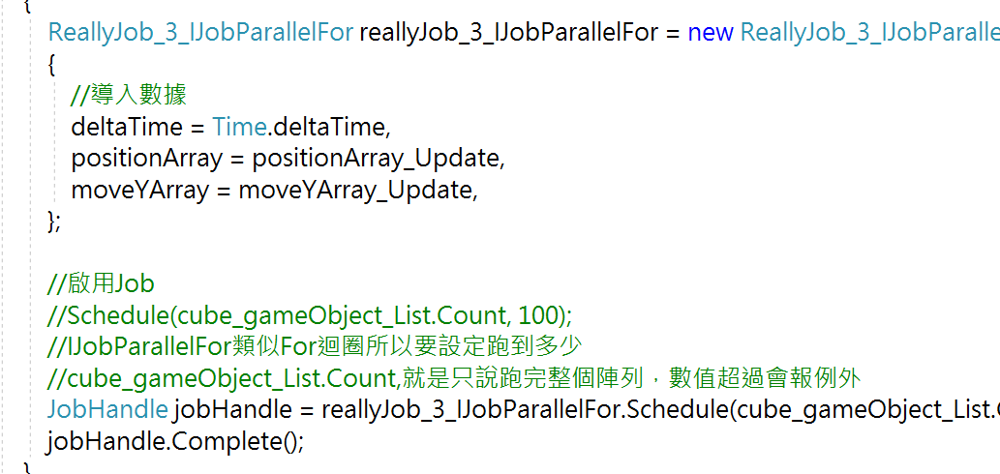 {
ReallyJob_3_IJobParallelFor reallyJob_3_IJobParallelFor = new ReallyJob_3_IJobParalle
{
//導入數據
deltaTime = Time.deltaTime,
positionArray = positionArray_Update,
moveYArray = moveYArray_Update,
};
//啟用Job
//Schedule(cube_gameObject_List.Count, 100);
//IJobParallelFor類似For迴圈所以要設定跑到多少
//cube_gameObject_List.Count,就是只說跑完整個陣列，數值超過會報例外
JobHandle jobHandle = reallyJob_3_IJobParallelFor.Schedule(cube_gameObject_List.
jobHandle.Complete();
}